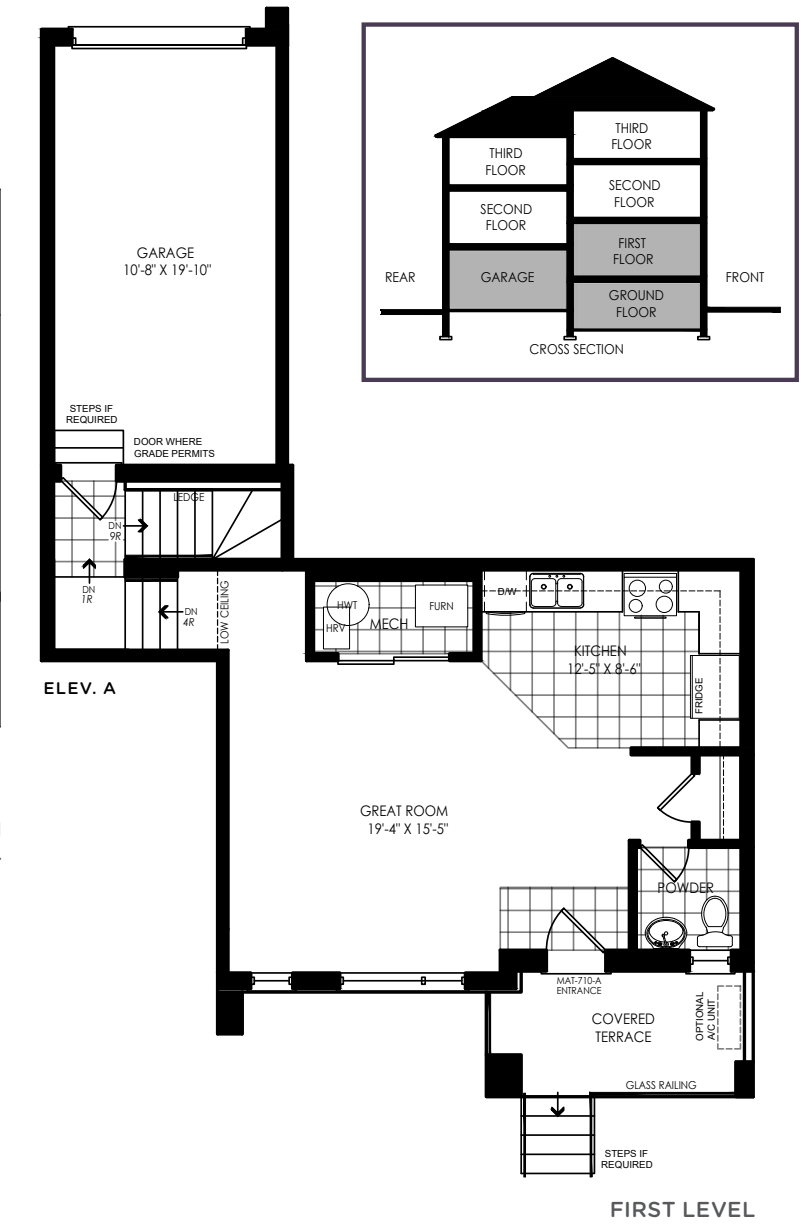 GARAGE
10'-8" X 19'-10"
STEPS IF
REQUIRED
DOOR WHERE
GRADE PERMITS
THIRD
FLOOR
THIRD
FLOOR
SECOND
FLOOR
SECOND
FLOOR
FIRST
FLOOR
REAR
GARAGE
FRONT
GROUND
FLOOR
CROSS SECTION
LEDGE
DN
9R
DN
1R
DN
4R
LOW CEILING
HWT
HRV
MECH
FURN
D/W
KITCHEN
12'-5" X 8'-6"
FRIDGE
ELEV. A
GREAT ROOM
19'-4" X 15'-5"
POWDER
MAT-710-A
ENTRANCE
COVERED
TERRACE
OPTIONAL
A/C UNIT
GLASS RAILING
STEPS IF
REQUIRED
FIRST LEVEL